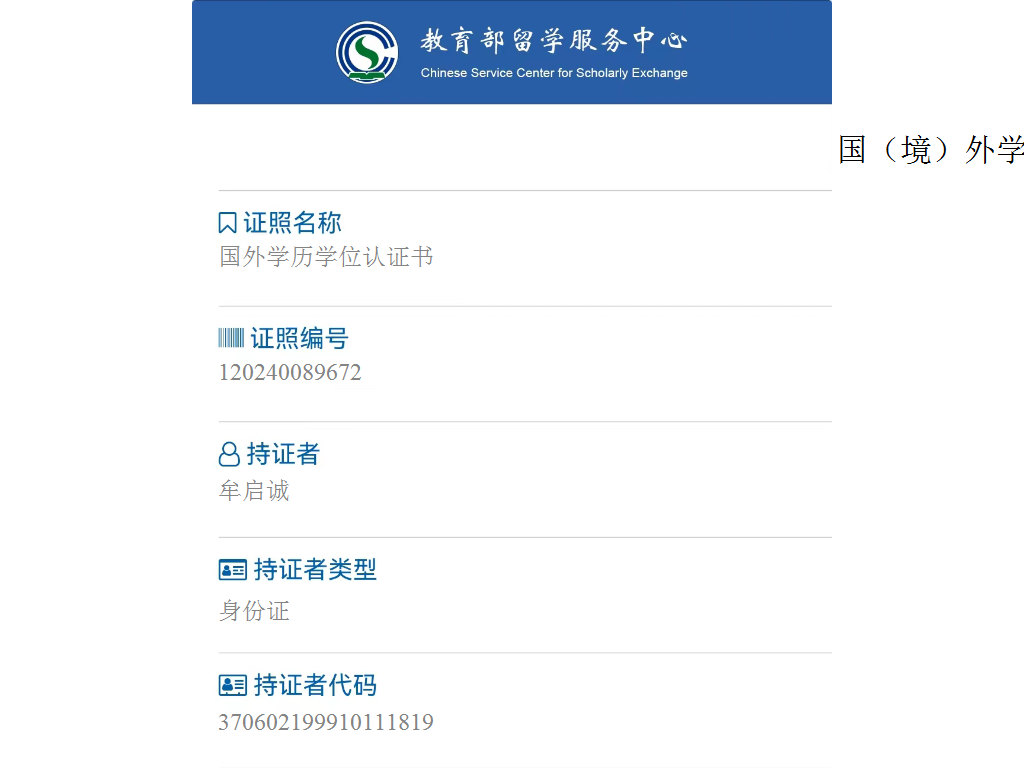 教育部留学服务中心
Chinese Service Center for Scholarly Exchange
国（境）外学
证照名称
国外学历学位认证书
证照编号
120240089672
持证者
牟启诚
持证者类型
身份证
持证者代码
370602199910111819